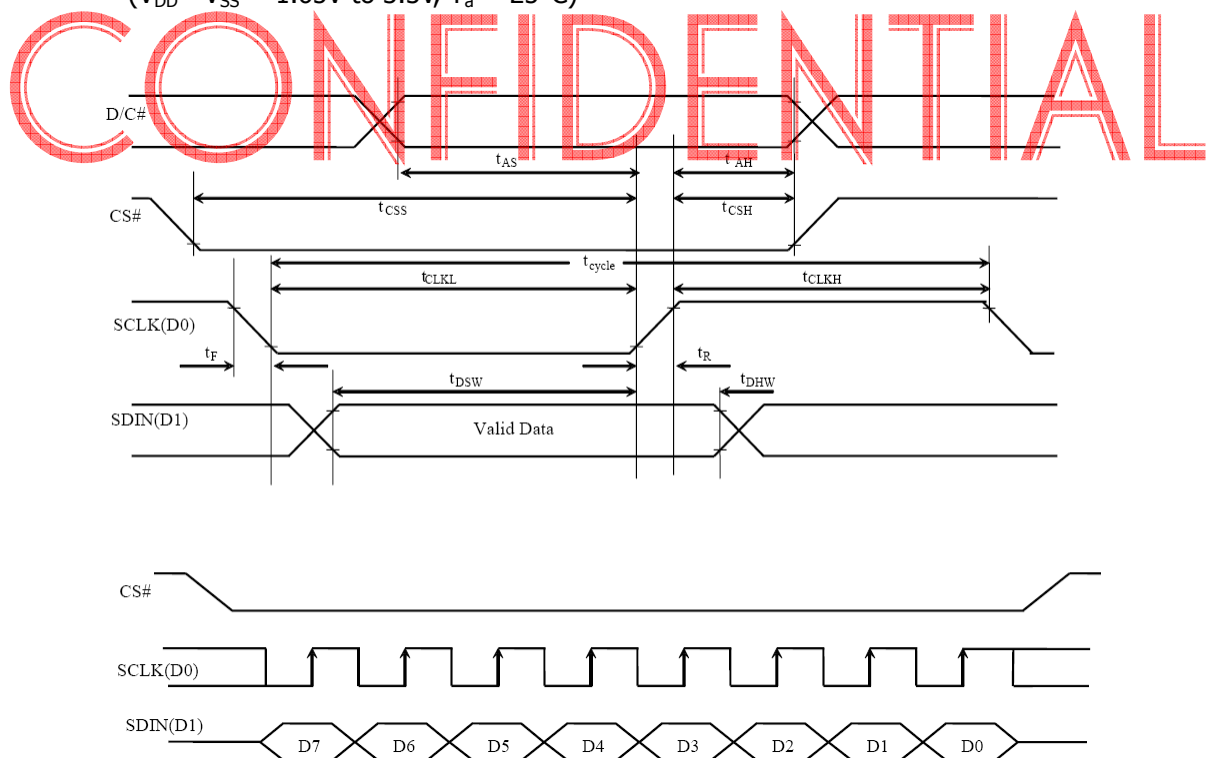 CONFIDENTIAL
D/C#
tAS
tAH
CS#
tCSS
tCSH
tcycle
tCLKL
tCLKH
SCLK(D0)
tF
tR
tDSW
tDHW
SDIN(D1)
Valid Data
CS#
SCLK(D0)
SDIN(D1)
D7 D6 D5 D4 D3 D2 D1 D0